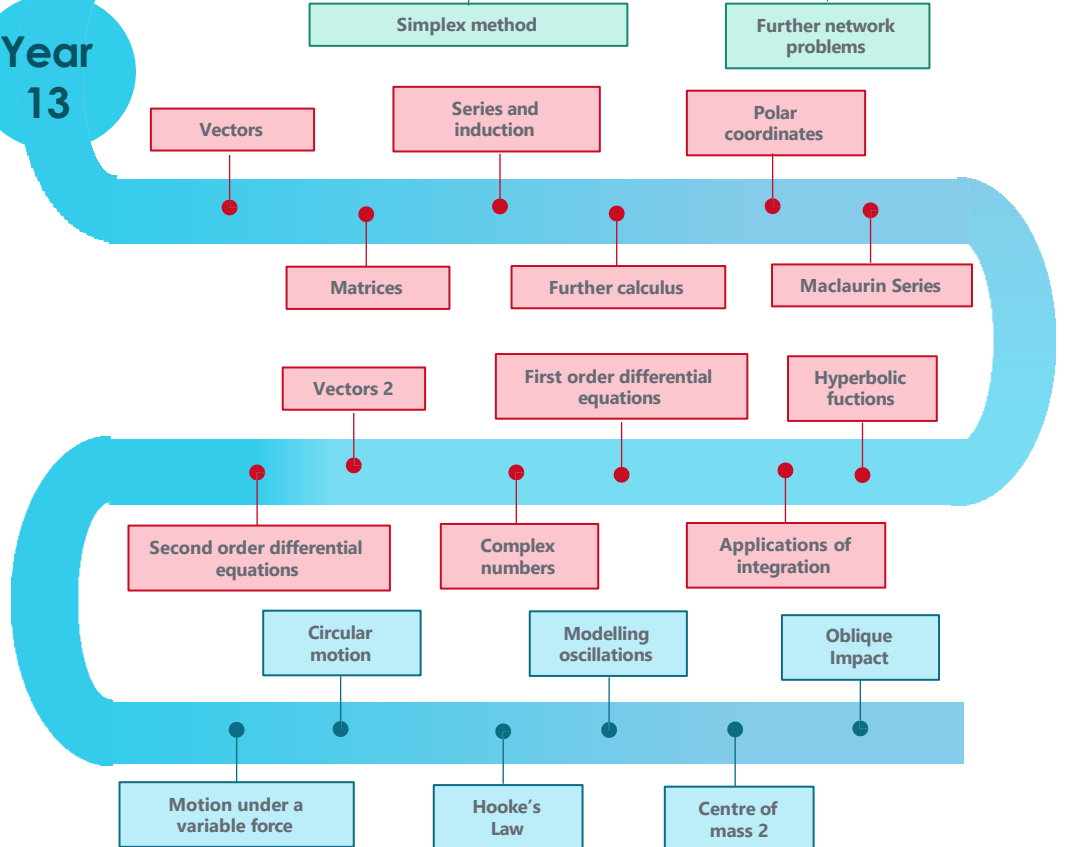 Simplex method
Further network
problems
Year
13
Vectors
Series and
induction
Polar
coordinates
Matrices
Further calculus
Maclaurin Series
Vectors 2
First order differential
equations
Hyperbolic
fuctions
Second order differential
equations
Complex
numbers
Applications of
integration
Circular
motion
Modelling
oscillations
Oblique
Impact
Motion under a
variable force
Hooke’s
Law
Centre of
mass 2